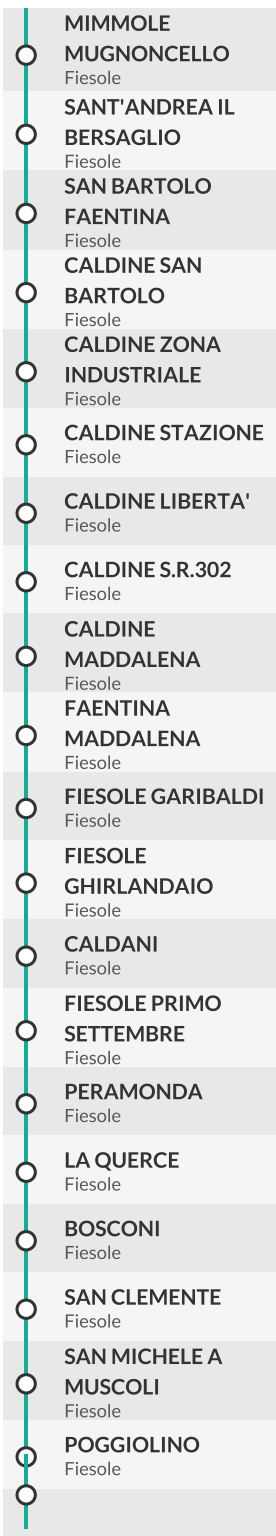 MIMMOLE
MUGNONCELLO
Fiesole
SANT'ANDREA IL
BERSAGLIO
Fiesole
SAN BARTOLO
FAENTINA
Fiesole
CALDINE SAN
BARTOLO
Fiesole
CALDINE ZONA
INDUSTRIALE
Fiesole
CALDINE STAZIONE
Fiesole
CALDINE LIBERTA'
Fiesole
CALDINE S.R.302
Fiesole
CALDINE
MADDALENA
Fiesole
FAENTINA
MADDALENA
Fiesole
FIESOLE GARIBALDI
Fiesole
FIESOLE
GHIRLANDAIO
Fiesole
CALDANI
Fiesole
FIESOLE PRIMO
SETTEMBRE
Fiesole
PERAMONDA
Fiesole
LA QUERCE
Fiesole
BOSCONI
Fiesole
SAN CLEMENTE
Fiesole
SAN MICHELE A
MUSCOLI
Fiesole
POGGIOLINO
Fiesole